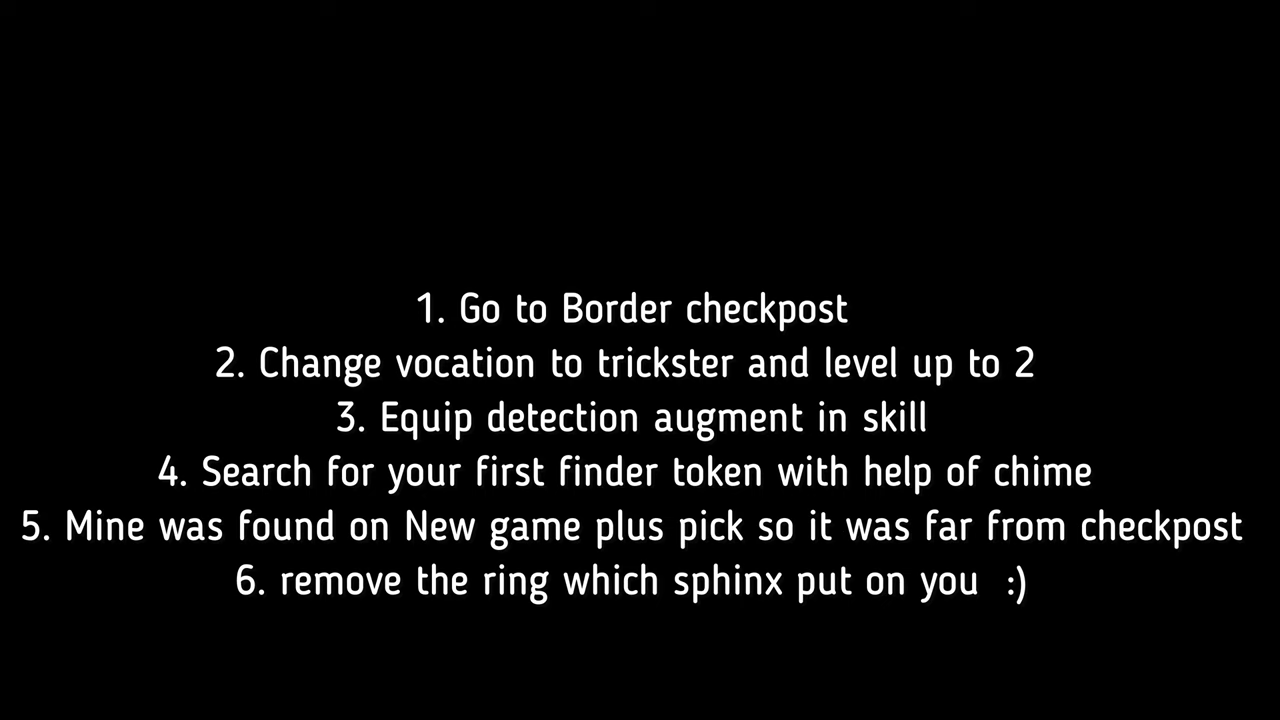 1. Go to Border checkpost
2. Change vocation to trickster and level up to 2
3. Equip detection augment in skill
4. Search for your first finder token with help of chime
5. Mine was found on New game plus pick so it was far from checkpost
6. remove the ring which sphinx put on you :)